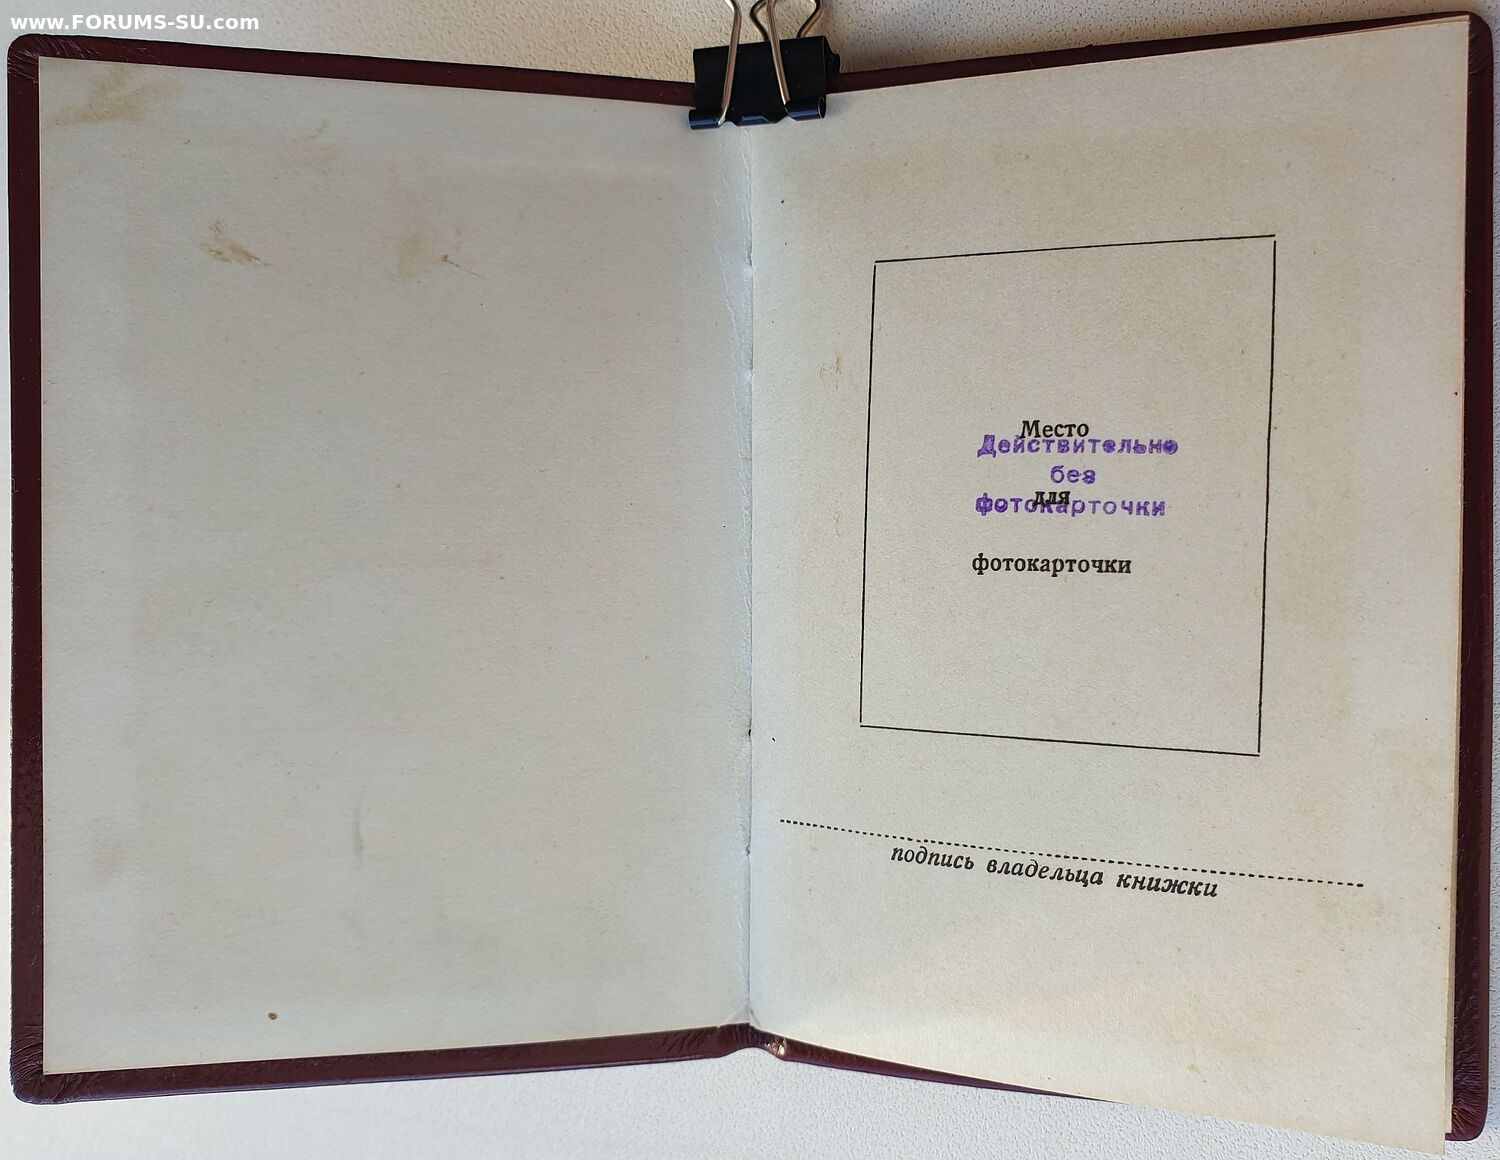 www.FORUMS-SU.com
Место
Действительно
без
для
фотокарточки
фотокарточки
подпись владельца книжки